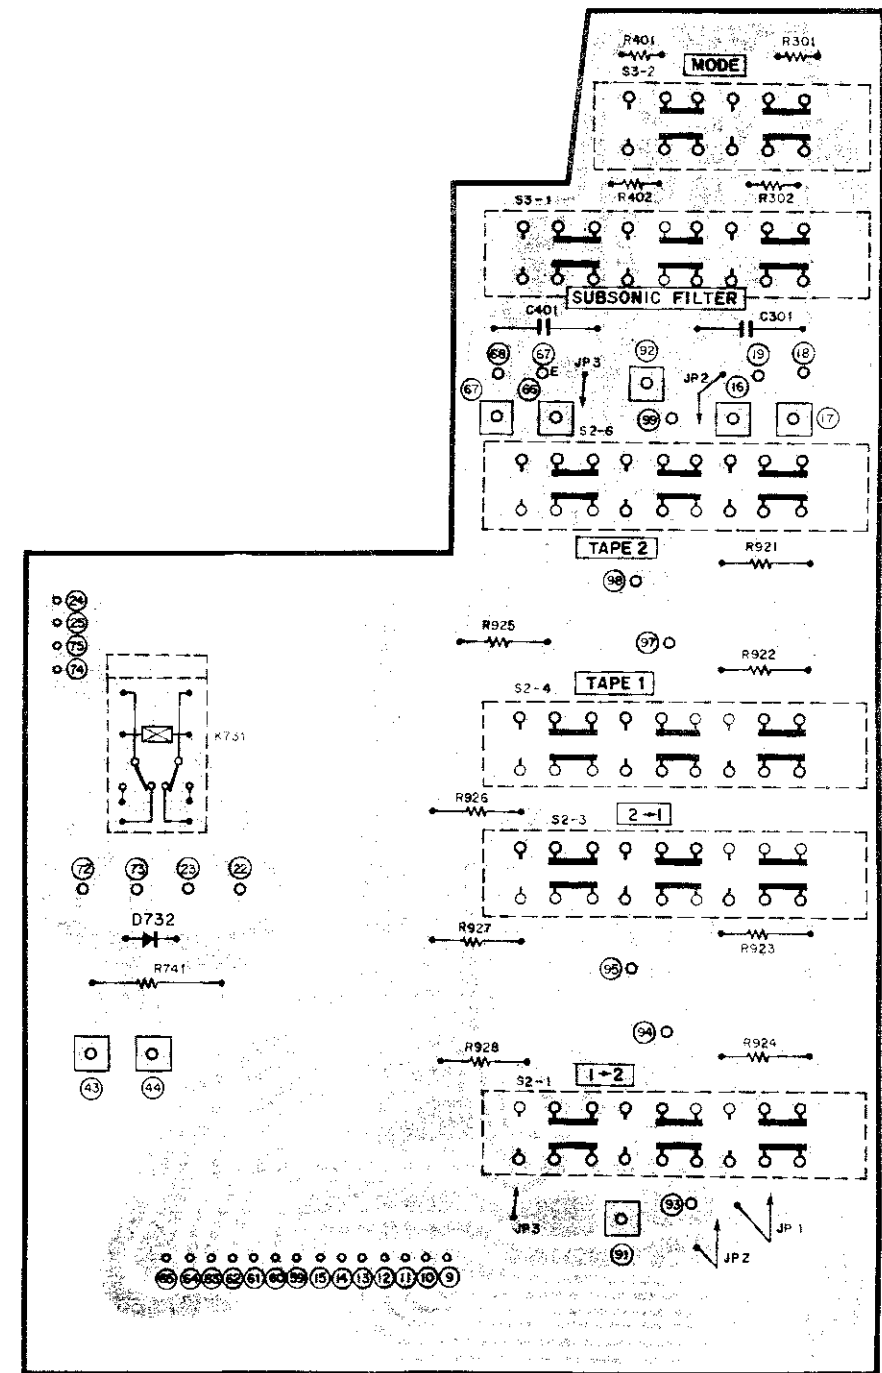 R401 R301
MODE
S3-2
R402 R302
S3-1
SUBSONIC FILTER
C401 C301
68 67 92 19 18
E JP3 JP2 16
67 66
99 17
S2-6
TAPE 2 R921
98
24
25
75
74
R925 97 R922
TAPE 1
S2-4
K731
R926 2→1
S2-3
72 73 23 22
D732
R927 R923
R741 95
94
R928 R924
1→2
S2-1
43 44
JP3 93 JP1
91 JP2
65 64 63 62 61 60 59 15 14 13 12 11 10 9